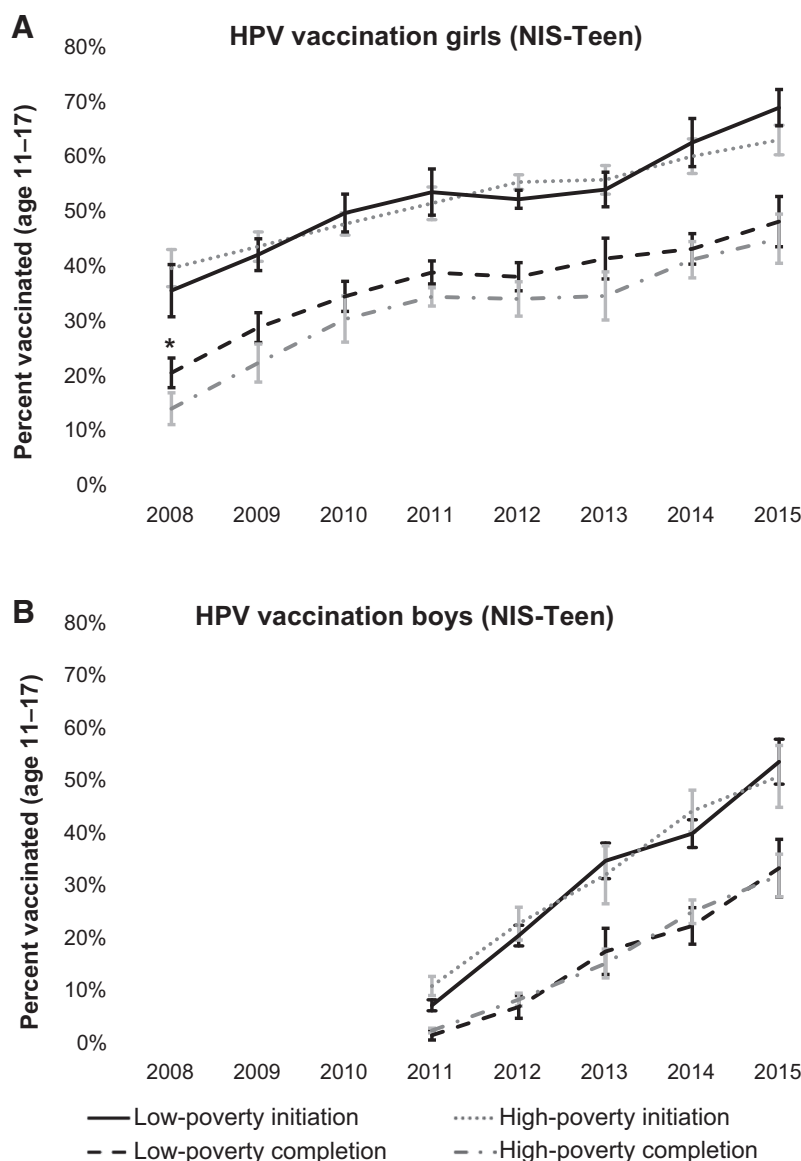 A
HPV vaccination girls (NIS-Teen)
Percent vaccinated (age 11–17)
80%
70%
60%
50%
40%
30%
20%
10%
0%
*
2008 2009 2010 2011 2012 2013 2014 2015
B
HPV vaccination boys (NIS-Teen)
Percent vaccinated (age 11–17)
80%
70%
60%
50%
40%
30%
20%
10%
0%
2008 2009 2010 2011 2012 2013 2014 2015
Low-poverty initiation High-poverty initiation
Low-poverty completion High-poverty completion